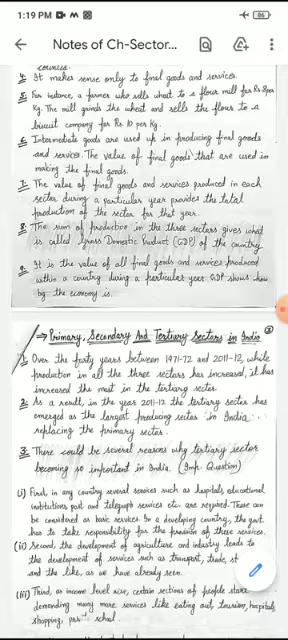 1:19 PM
86
Notes of Ch-Sector...
4. It makes sense only to final goods and services.
5. For instance, a farmer who sells wheat to a flour mill for Rs. 8 per
kg. The mill grinds the wheat and sells the flour to a
biscuit company for Rs. 10 per kg.
6. Intermediate goods are used up in producing final goods
and services. The value of final goods that are used in
making the final goods.
7. The value of final goods and services produced in each
sector during a particular year provides the total
production of the sector for that year.
8. The sum of production in the three sectors gives what
is called Gross Domestic Product (GDP) of the country.
9. It is the value of all final goods and services produced
within a country during a particular year. GDP shows how
big the economy is.
⇒ Primary, Secondary And Tertiary Sectors in India
1. Over the forty years between 1971-72 and 2011-12, while
production in all the three sectors has increased, it has
increased the most in the tertiary sector.
2. As a result, in the year 2011-12 the tertiary sector has
emerged as the largest producing sector in India
replacing the primary sector.
3. There could be several reasons why tertiary sector
becoming so important in India. (Imp. Question)
(i) First, in any country several services such as hospitals, educational
institutions, post and telegraph services etc. are required. These can
be considered as basic services. In a developing country, the govt.
has to take responsibility for the provision of these services.
(ii) Second, the development of agriculture and industry leads to
the development of services such as transport, trade, st
and the like, as we have already seen.
(iii) Third, as income level rise, certain sections of people start
demanding many more services like eating out, tourism, hospitals
shopping, school